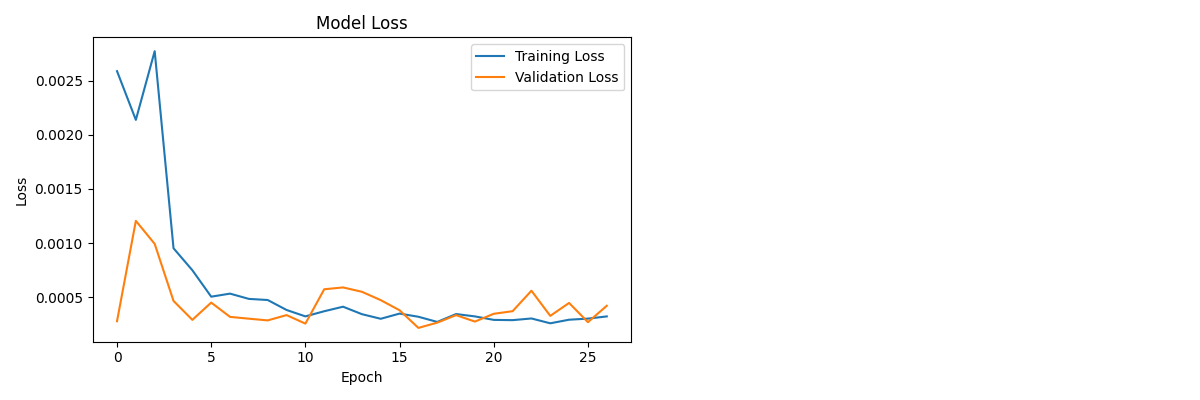 Model Loss
Training Loss
Validation Loss
0.0025
0.0020
0.0015
0.0010
0.0005
Loss
0 5 10 15 20 25
Epoch